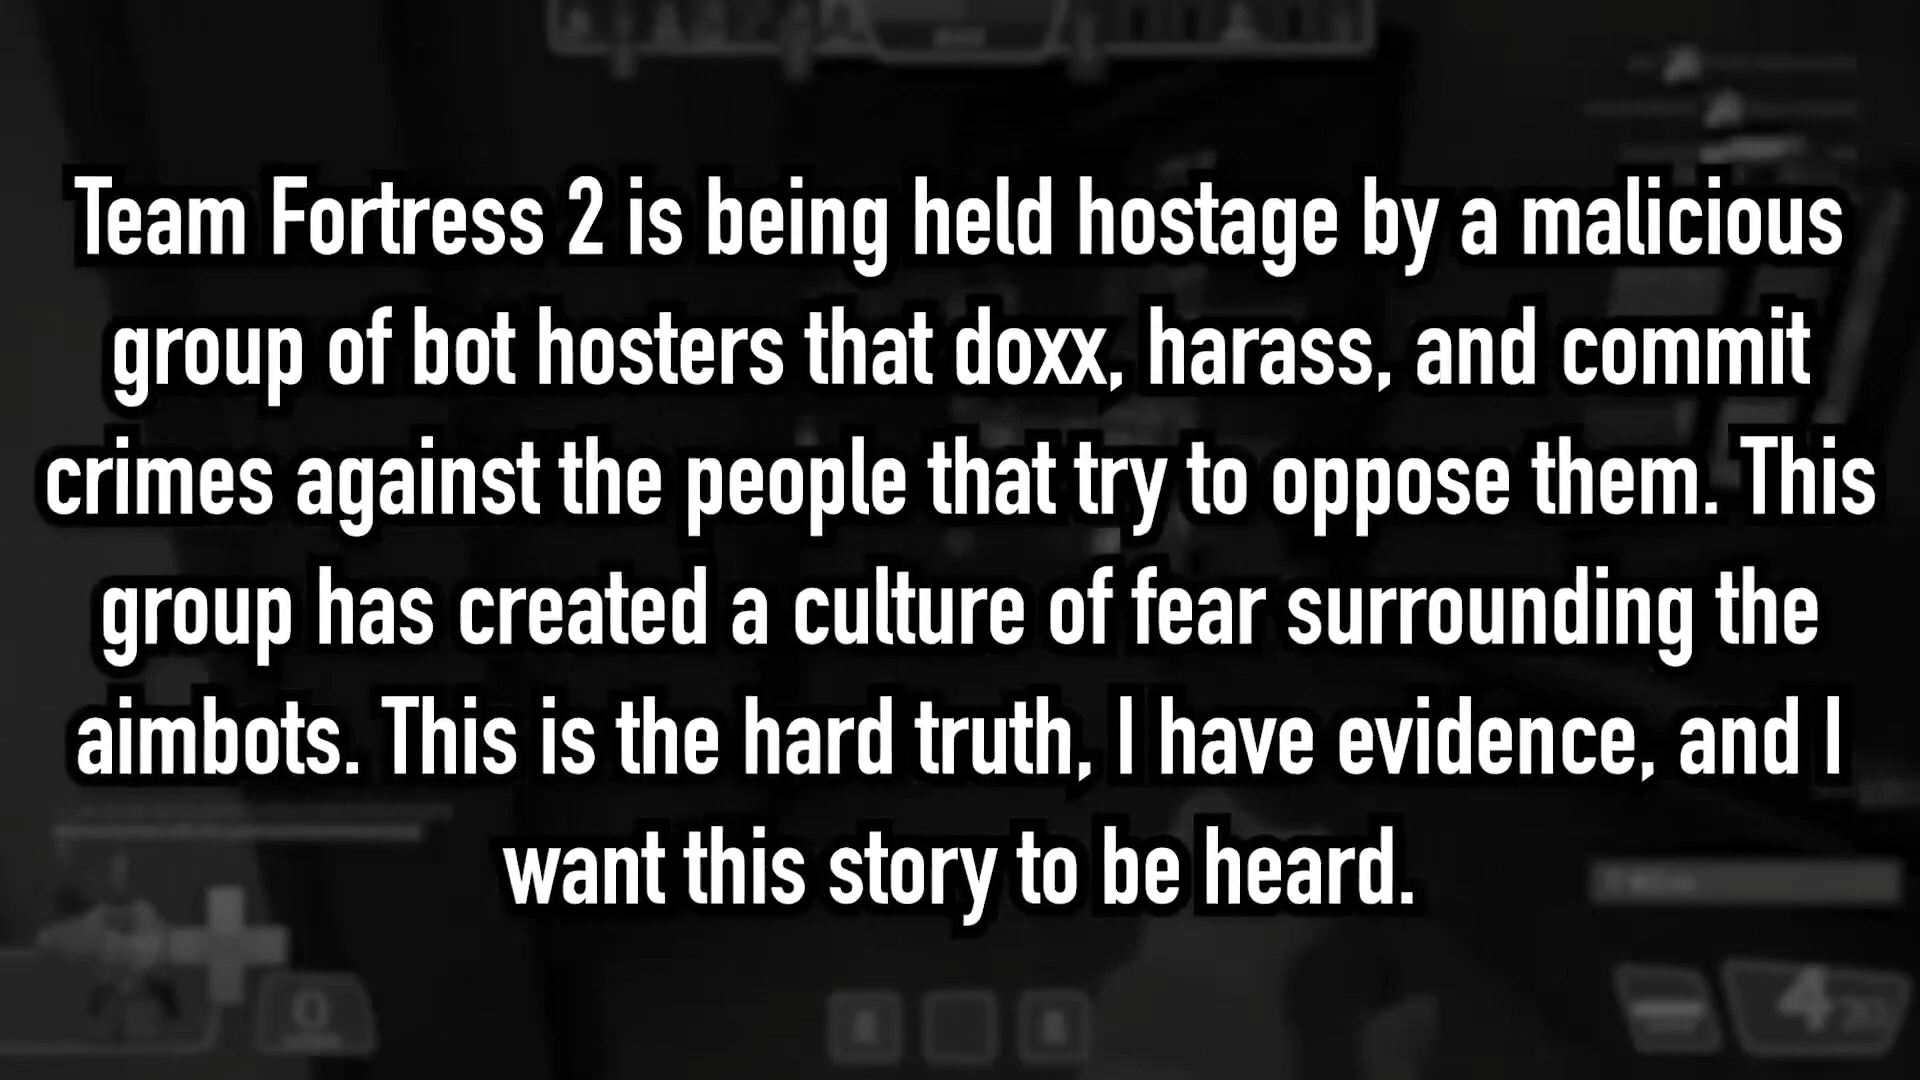 Team Fortress 2 is being held hostage by a malicious
group of bot hosters that doxx, harass, and commit
crimes against the people that try to oppose them. This
group has created a culture of fear surrounding the
aimbots. This is the hard truth, I have evidence, and I
want this story to be heard.
4